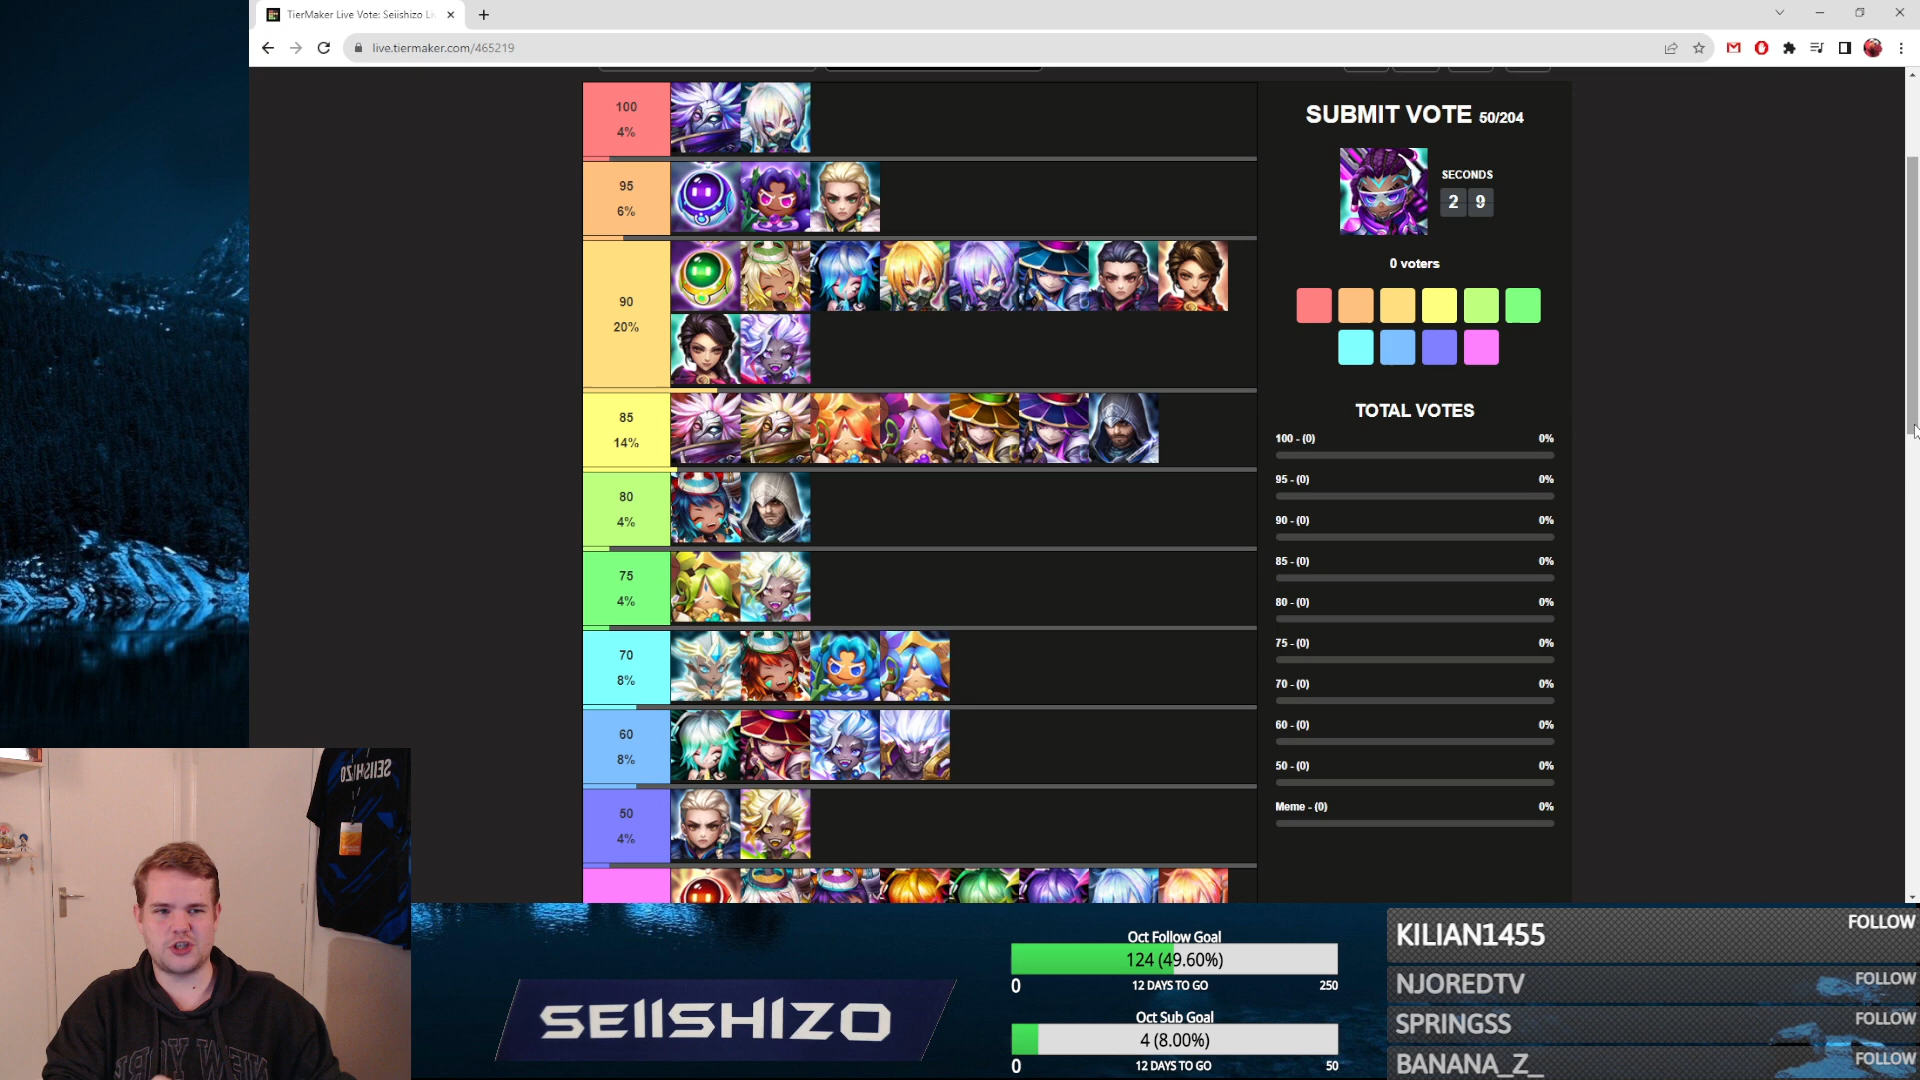 TierMaker Live Vote: Seiishizo Li
live.tiermaker.com/465219
100
4%
95
6%
90
20%
85
14%
80
4%
75
4%
70
8%
60
8%
50
4%
SUBMIT VOTE 50/204
SECONDS
2 9
0 voters
TOTAL VOTES
100 - (0) 0%
95 - (0) 0%
90 - (0) 0%
85 - (0) 0%
80 - (0) 0%
75 - (0) 0%
70 - (0) 0%
60 - (0) 0%
50 - (0) 0%
Meme - (0) 0%
SEIISHIZO
NEW YORK
SEIISHIZO
Oct Follow Goal
124 (49.60%)
0 12 DAYS TO GO 250
Oct Sub Goal
4 (8.00%)
0 12 DAYS TO GO 50
KILIAN1455 FOLLOW
NJOREDTV FOLLOW
SPRINGSS FOLLOW
BANANA_Z_ FOLLOW